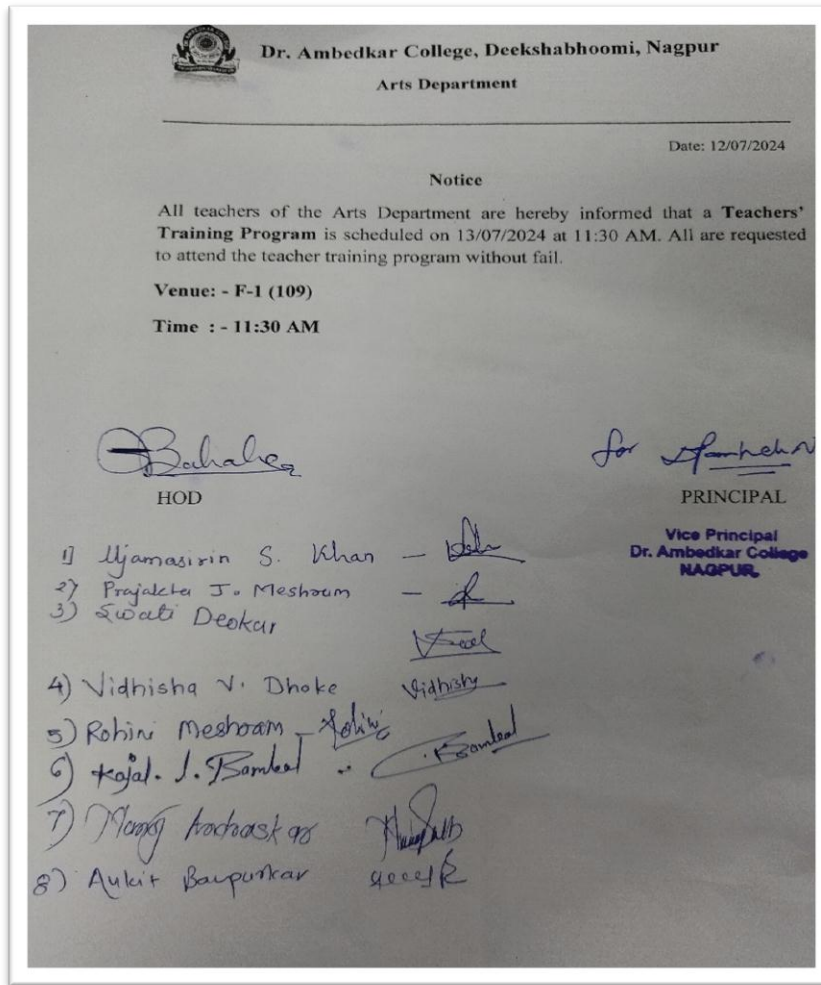 Dr. Ambedkar College, Deekshabhoomi, Nagpur
Arts Department
Date: 12/07/2024
Notice
All teachers of the Arts Department are hereby informed that a Teachers'
Training Program is scheduled on 13/07/2024 at 11:30 AM. All are requested
to attend the teacher training program without fail.
Venue: - F-1 (109)
Time : - 11:30 AM
for
HOD
PRINCIPAL
Vice Principal
Dr. Ambedkar College
NAGPUR.
1] S. Khan -
2) Prajakta J. Meshram -
3) Swati Deokar
4) Vidhisha V. Dhoke Vidhisha
5) Rohini Meshram - Rohini
6) Kajal. J. Bambal .. Bambal
7)
8) Ankit